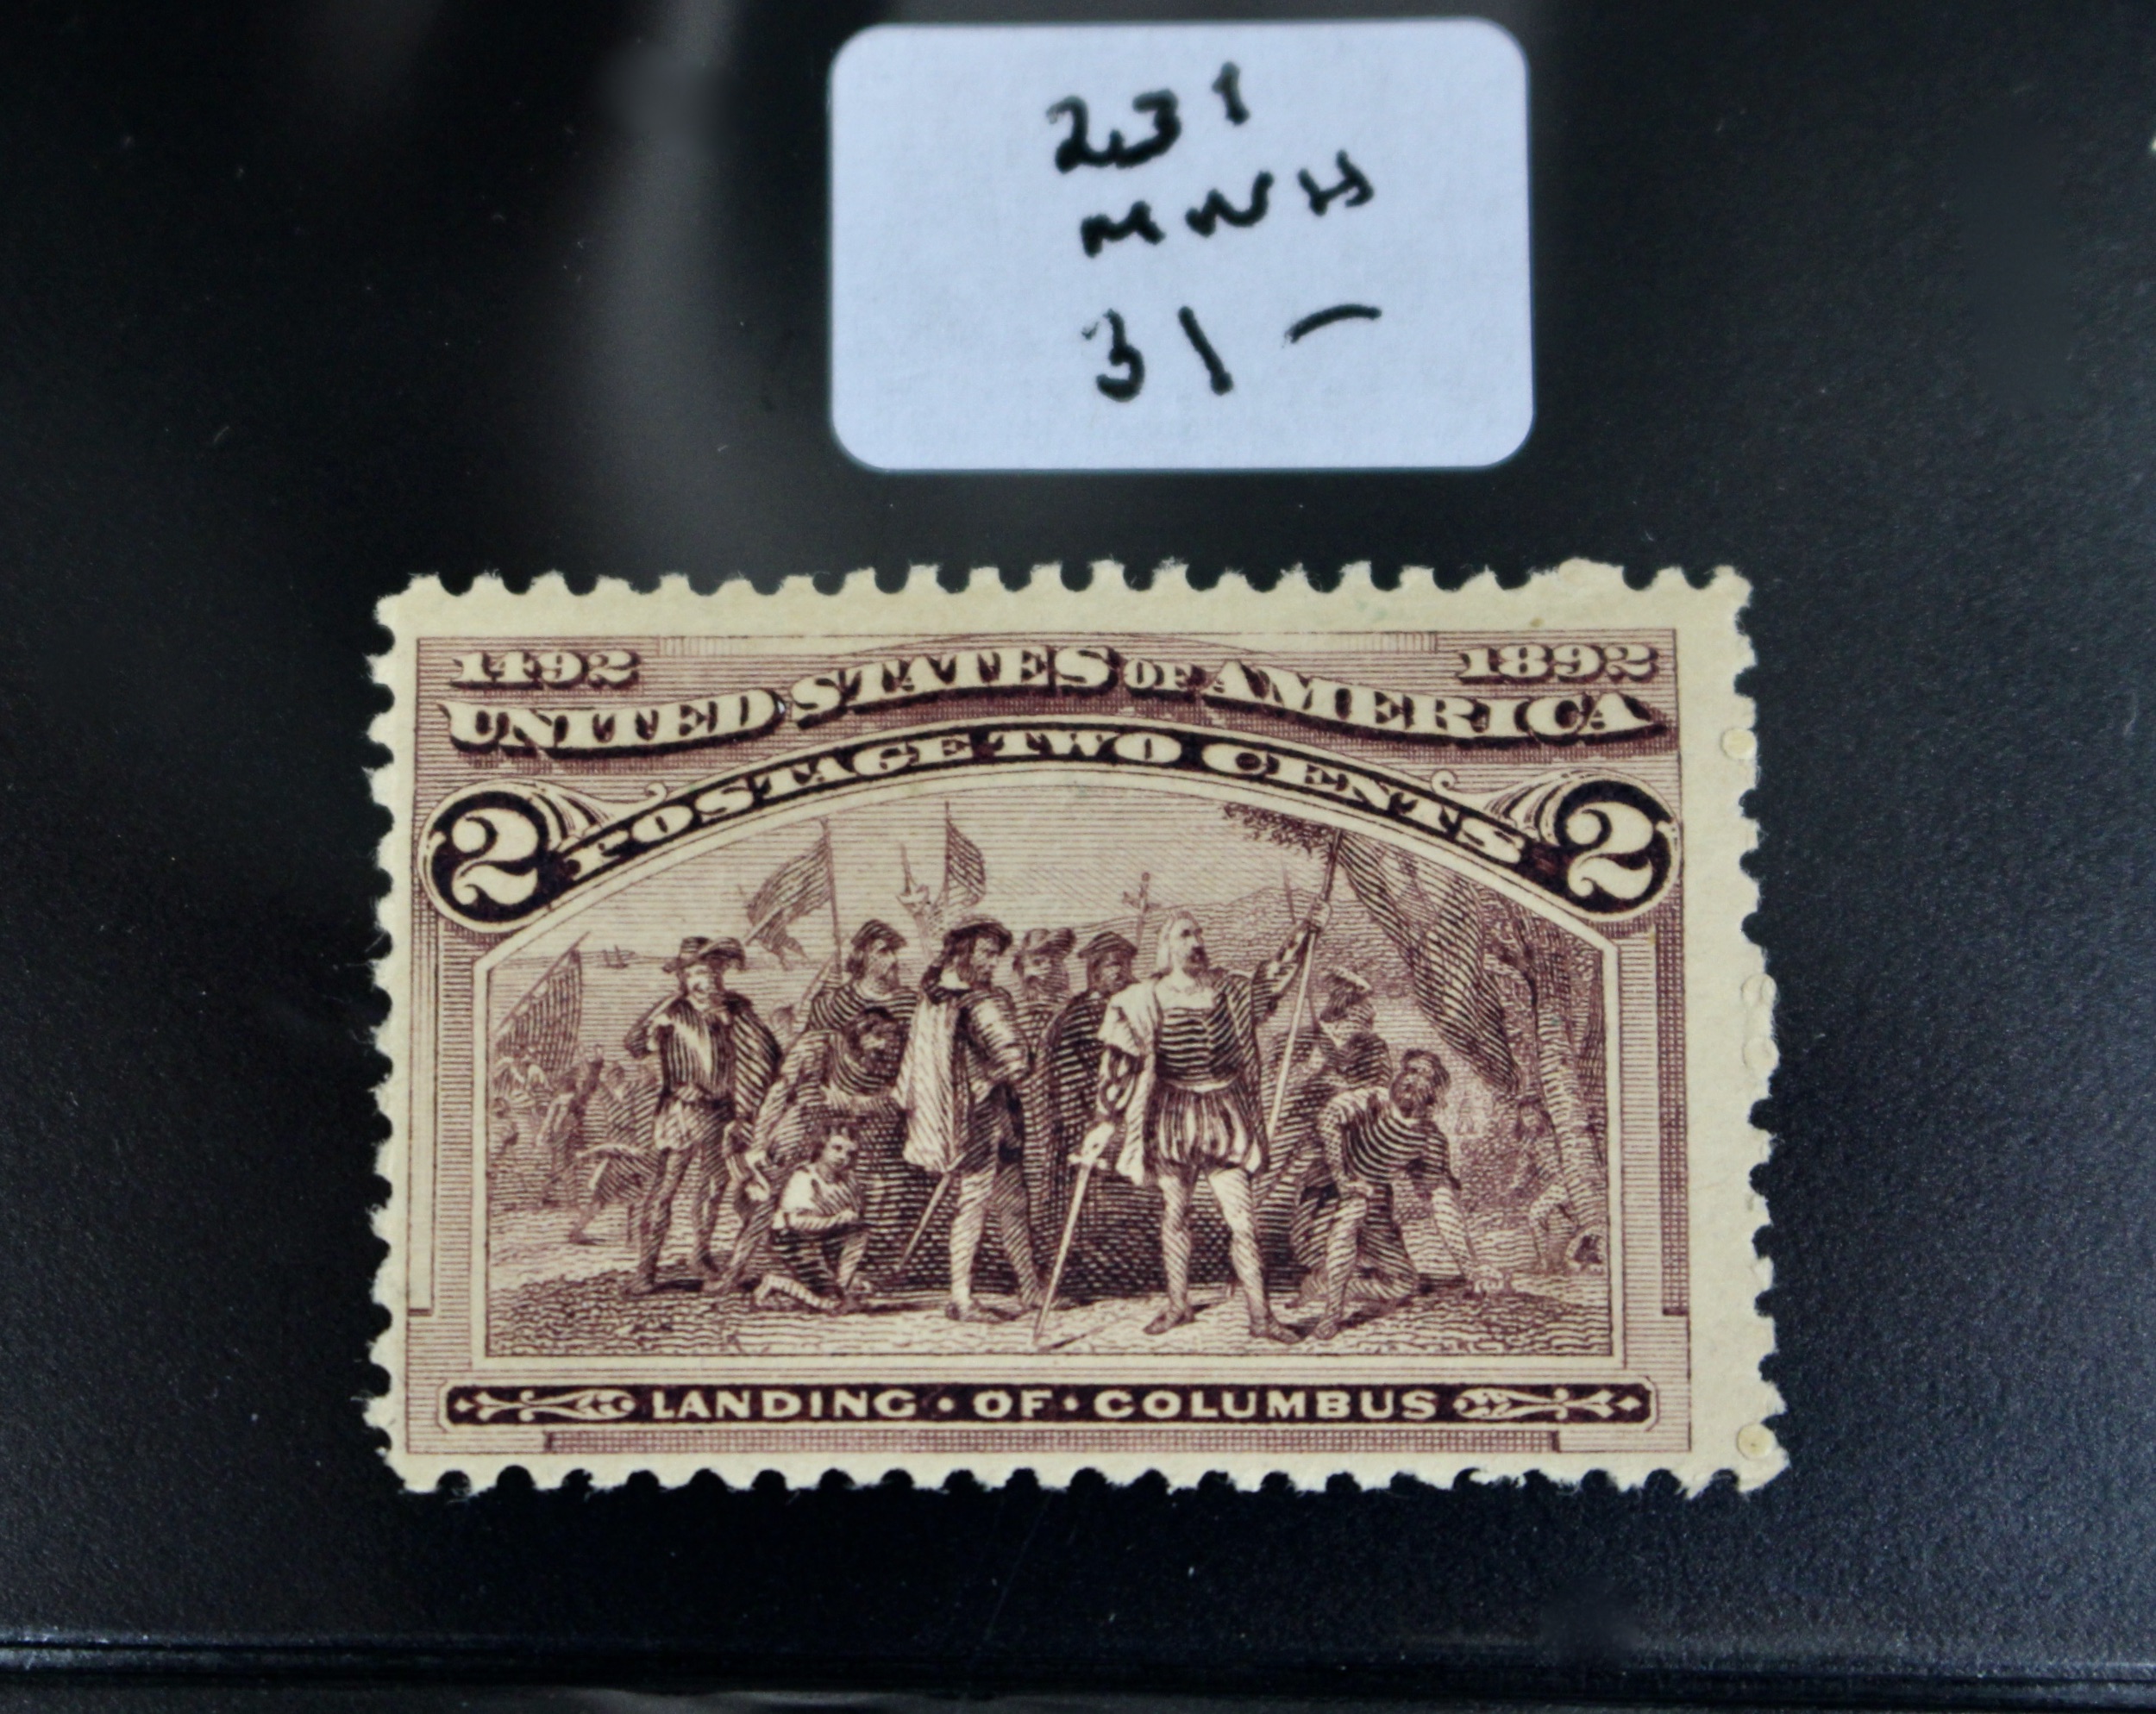 231
MNH
31-
1492 1892
UNITED STATES OF AMERICA
2 POSTAGE TWO CENTS 2
LANDING · OF · COLUMBUS